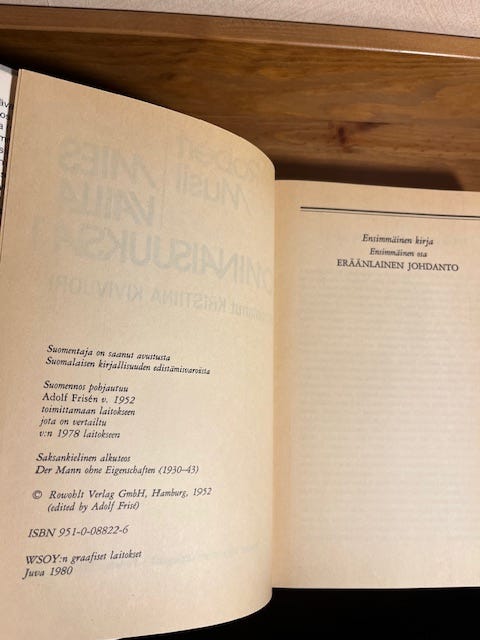 Suomentaja on saanut avustusta
Suomalaisen kirjallisuuden edistämisvaroista
Suomennos pohjautuu
Adolf Frisén v. 1952
toimittamaan laitokseen
jota on vertailtu
v:n 1978 laitokseen
Saksankielinen alkuteos
Der Mann ohne Eigenschaften (1930-43)
© Rowohlt Verlag GmbH, Hamburg, 1952
(edited by Adolf Frisé)
ISBN 951-0-08822-6
WSOY:n graafiset laitokset
Juva 1980
Ensimmäinen kirja
Ensimmäinen osa
ERÄÄNLAINEN JOHDANTO